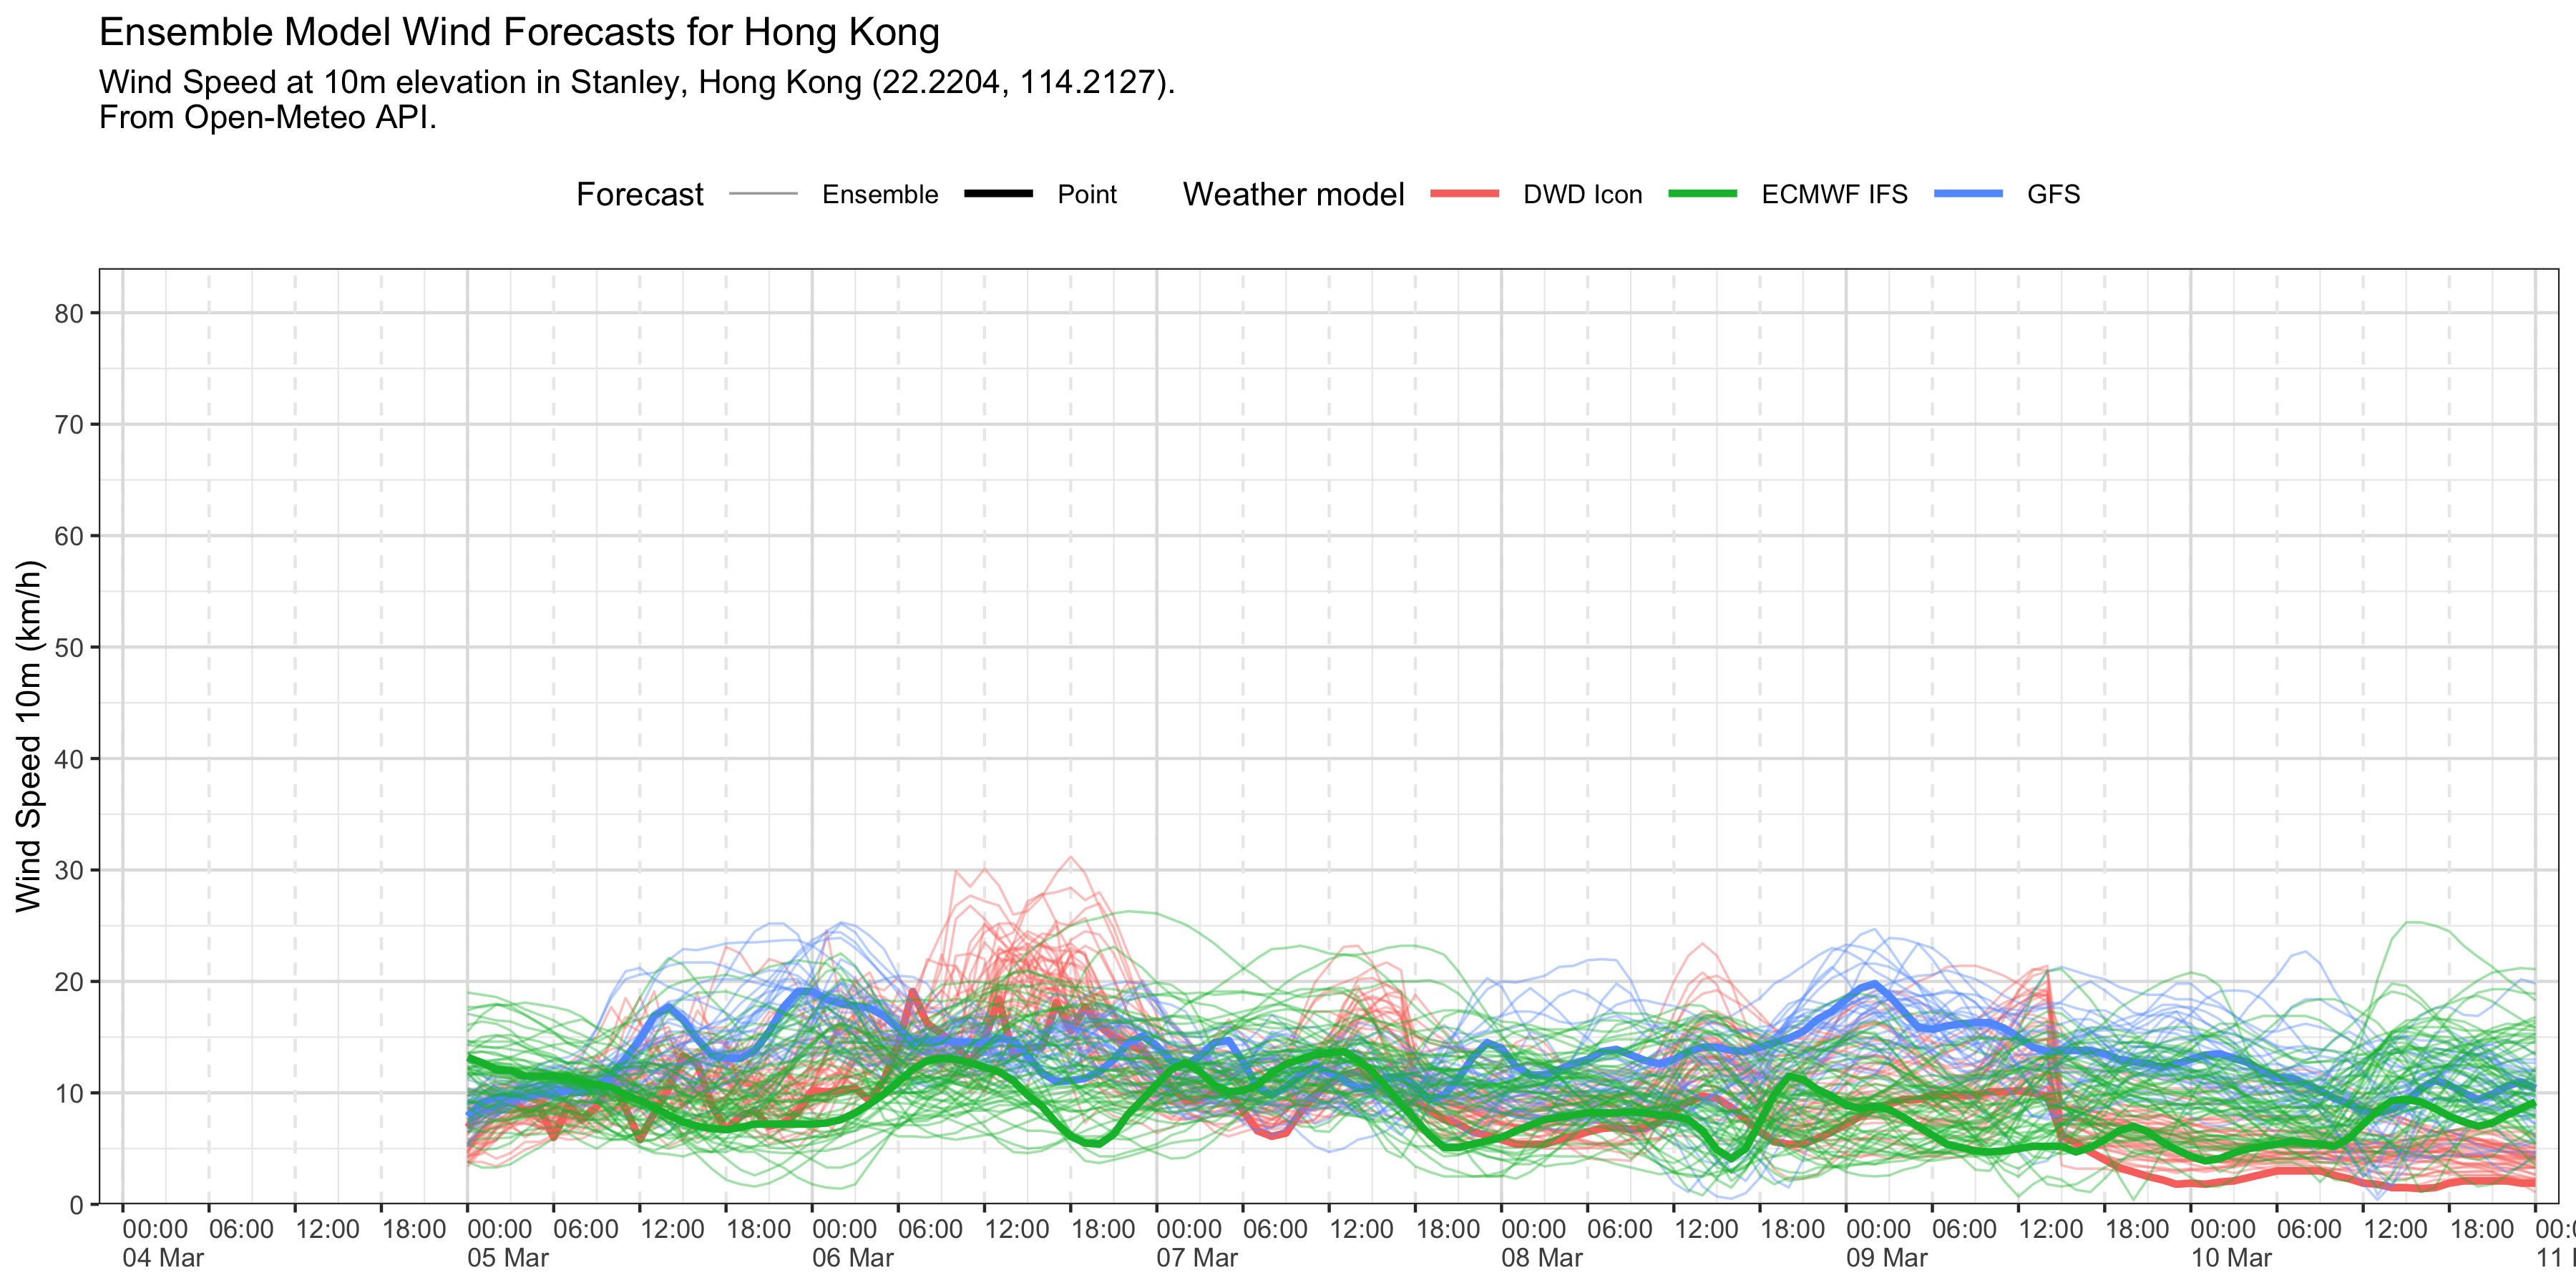 Ensemble Model Wind Forecasts for Hong Kong
Wind Speed at 10m elevation in Stanley, Hong Kong (22.2204, 114.2127).
From Open-Meteo API.
Forecast Ensemble Point Weather model DWD Icon ECMWF IFS GFS
Wind Speed 10m (km/h)
80
70
60
50
40
30
20
10
0
00:00 06:00 12:00 18:00 00:00 06:00 12:00 18:00 00:00 06:00 12:00 18:00 00:00 06:00 12:00 18:00 00:00 06:00 12:00 18:00 00:00 06:00 12:00 18:00 00:00 06:00 12:00 18:00 00:
04 Mar 05 Mar 06 Mar 07 Mar 08 Mar 09 Mar 10 Mar 11